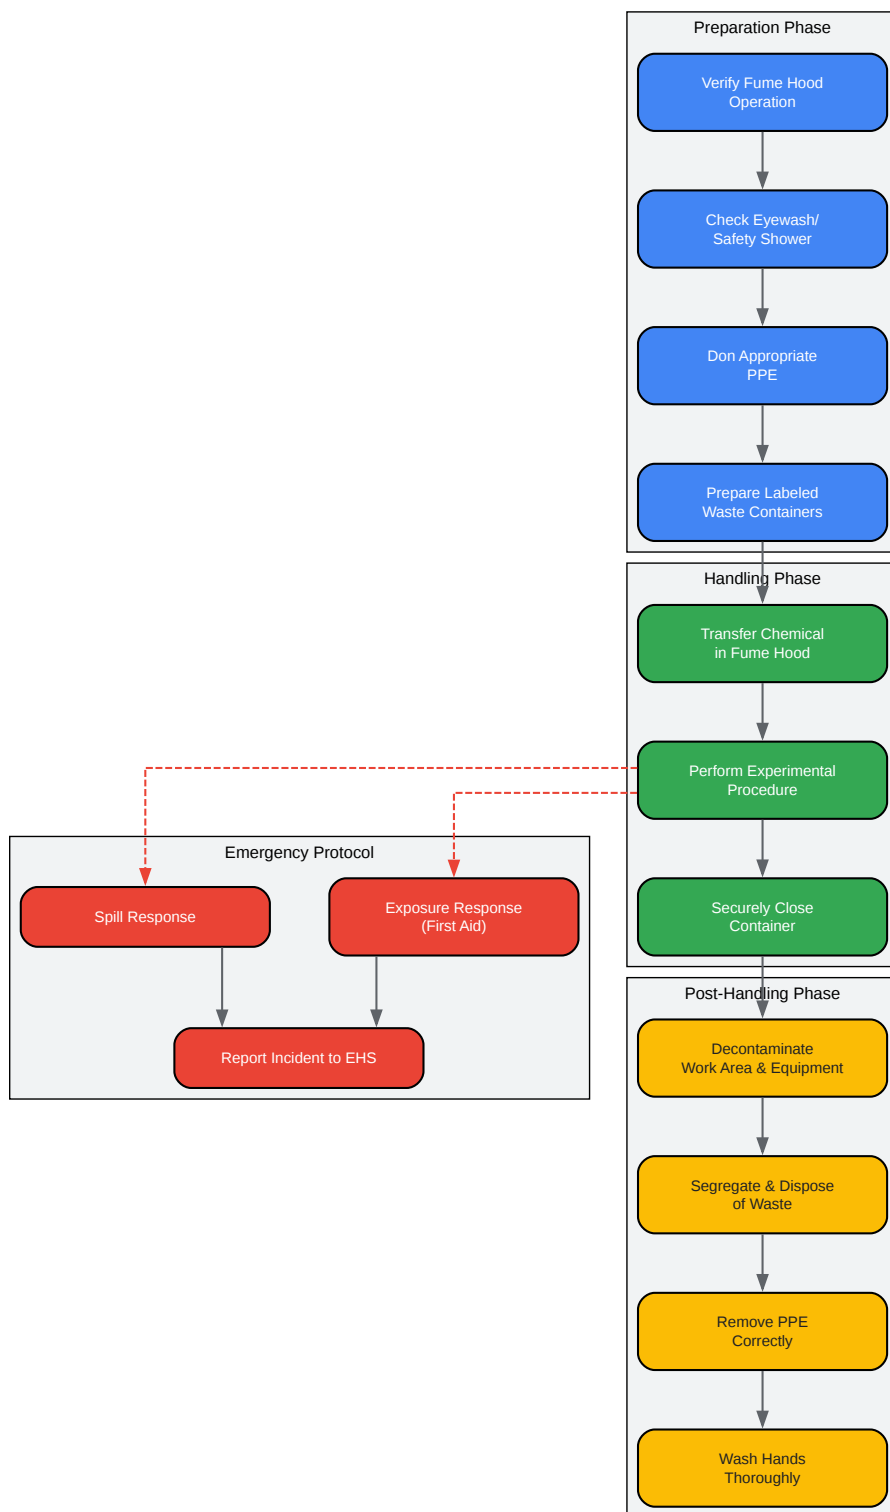 Preparation Phase
Verify Fume Hood
Operation
Check Eyewash/
Safety Shower
Don Appropriate
PPE
Prepare Labeled
Waste Containers
Handling Phase
Transfer Chemical
in Fume Hood
Perform Experimental
Procedure
Securely Close
Container
Emergency Protocol
Spill Response
Exposure Response
(First Aid)
Report Incident to EHS
Post-Handling Phase
Decontaminate
Work Area & Equipment
Segregate & Dispose
of Waste
Remove PPE
Correctly
Wash Hands
Thoroughly